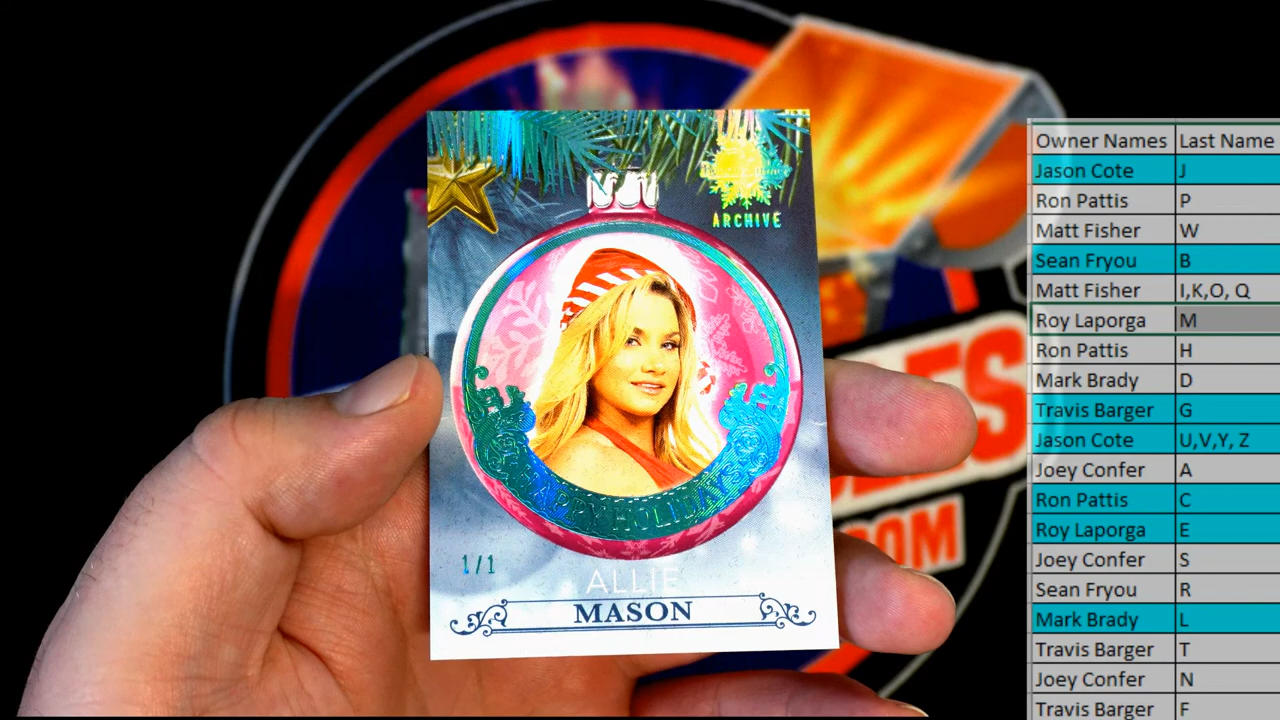 ARCHIVE
HAPPY HOLIDAYS
1/1
ALLIE
MASON
Owner Names Last Name
Jason Cote J
Ron Pattis P
Matt Fisher W
Sean Fryou B
Matt Fisher I,K,O, Q
Roy Laporga M
Ron Pattis H
Mark Brady D
Travis Barger G
Jason Cote U,V,Y, Z
Joey Confer A
Ron Pattis C
Roy Laporga E
Joey Confer S
Sean Fryou R
Mark Brady L
Travis Barger T
Joey Confer N
Travis Barger F